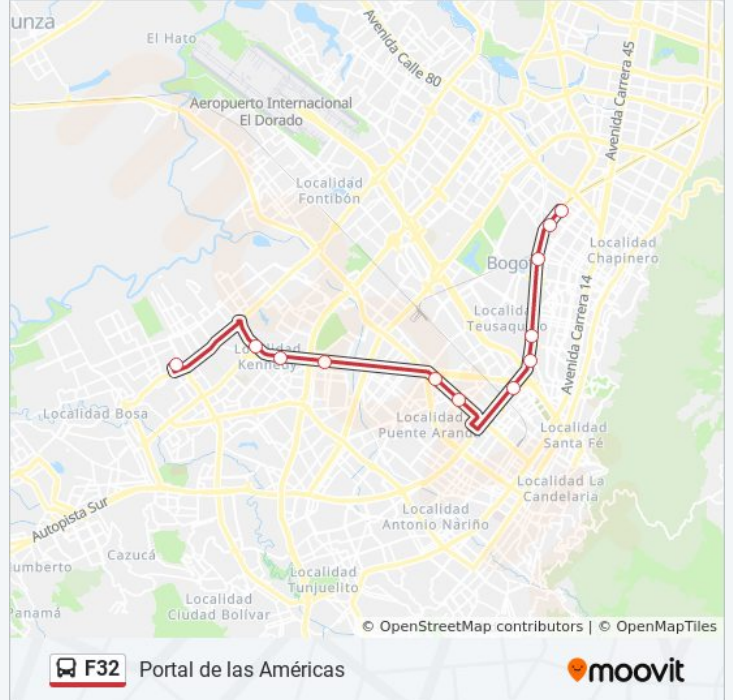 unza
El Hato
Avenida Calle 80
Avenida Carrera 45
Aeropuerto Internacional
El Dorado
Localidad
Fontibón
Localidad
Chapinero
Bogo
Localida
Teusaquillo
Avenida Carrera 14
Localidad
Kennedy
Localidad Bosa
Localidad
Puente Aranda
Localidad
Santa Fé
Localidad La
Candelaria
Autopista Sur
Localidad
Antonio Nariño
Cazucá
umberto
Localidad
Tunjuelito
Localidad
Ciudad Bolívar
Panamá
© OpenStreetMap contributors | © OpenMapTiles
F32 Portal de las Américas moovit